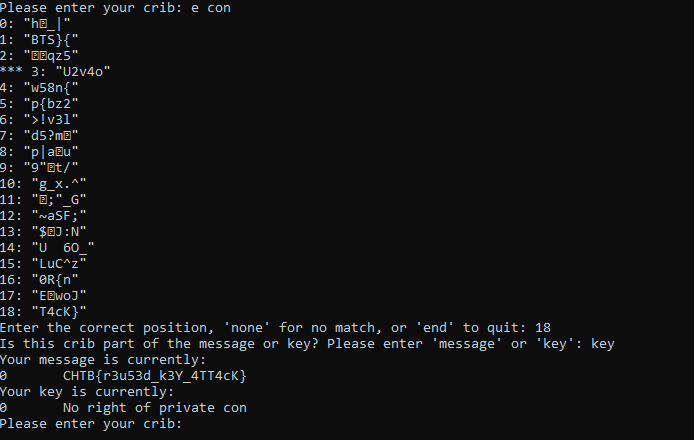 Please enter your crib: e con
0: "h�_|"
1: "BTS}{"
2: "��qz5"
*** 3: "U2v4o"
4: "w58n{"
5: "p{bz2"
6: ">!v3l"
7: "d5?m�"
8: "p|a�u"
9: "9"�t/"
10: "g_x.^"
11: "�;"_G"
12: "~aSF;"
13: "$�J:N"
14: "U  6O_"
15: "LuC^z"
16: "0R{n"
17: "E�woJ"
18: "T4cK}"
Enter the correct position, 'none' for no match, or 'end' to quit: 18
Is this crib part of the message or key? Please enter 'message' or 'key': key
Your message is currently:
0       CHTB{r3u53d_k3Y_4TT4cK}
Your key is currently:
0       No right of private con
Please enter your crib: